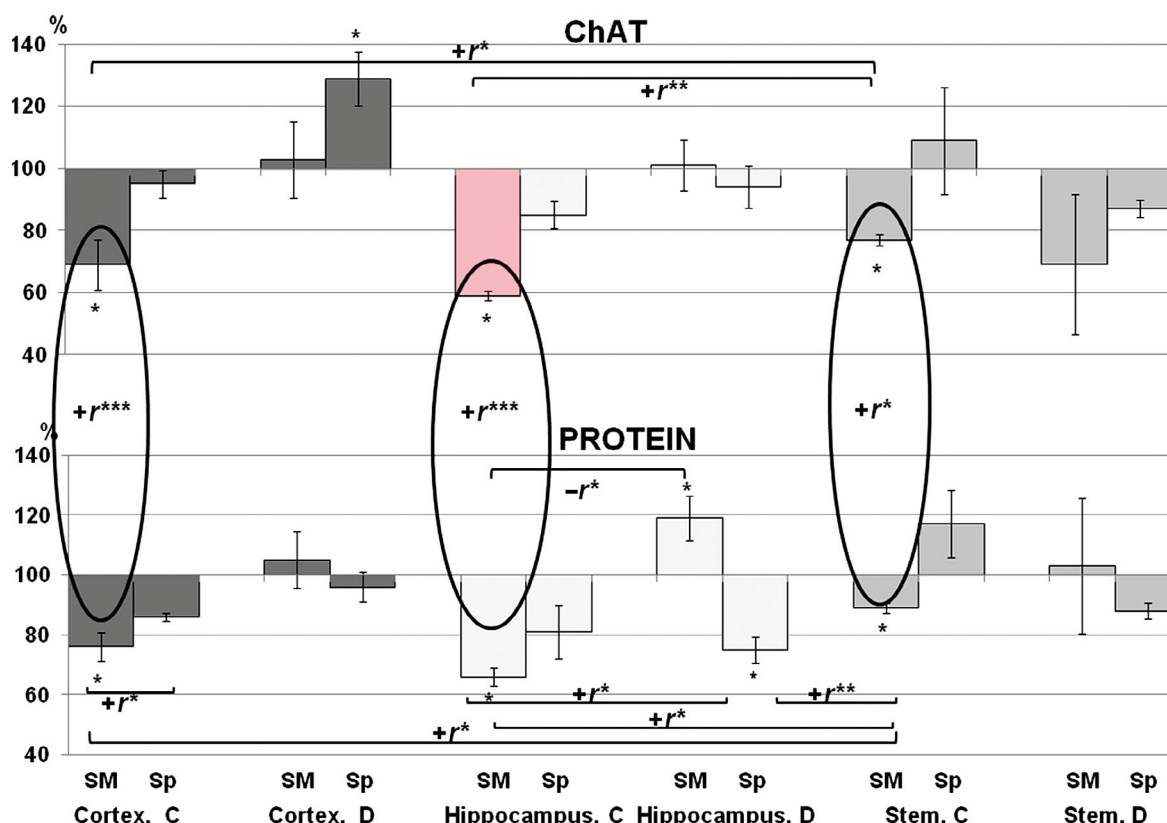 %
ChAT
140
*
+r*
120
+r**
100
80
*
*
*
60
40
+r***
+r***
+r*
%
PROTEIN
140
−r*
*
120
100
80
*
*
*
*
60
+r*
+r*
+r**
+r*
+r*
40
SM Sp SM Sp SM Sp SM Sp SM Sp SM Sp
Cortex, C Cortex, D Hippocampus, C Hippocampus, D Stem, C Stem, D